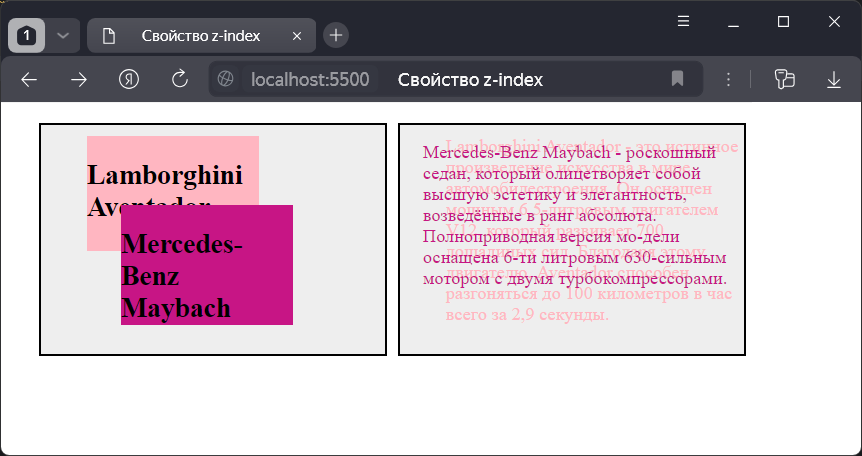 1
Свойство z-index
localhost:5500
Свойство z-index
Lamborghini
Aventador
Mercedes-
Benz
Maybach
Mercedes-Benz Maybach - роскошный
седан, который олицетворяет собой
высшую эстетику и элегантность,
возведённые в ранг абсолюта.
Полноприводная версия мо-дели
оснащена 6-ти литровым 630-сильным
мотором с двумя турбокомпрессорами.
Lamborghini Aventador - это истинное
произведение искусства в мире
автомобилестроения. Он оснащен
мощным 6,5-литровым двигателем
V12, который развивает 700
лошадиных сил. Благодаря этому
двигателю, Aventador способен
разгоняться до 100 километров в час
всего за 2,9 секунды.